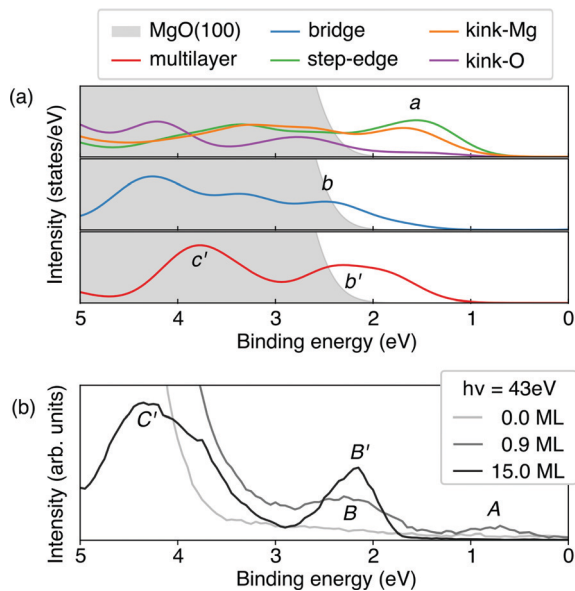 MgO(100) bridge kink-Mg
multilayer step-edge kink-O
(a)
a
b
c' b'
Intensity (states/eV)
5 4 3 2 1 0
Binding energy (eV)
(b)
hν = 43eV
0.0 ML
0.9 ML
15.0 ML
C' B' B A
Intensity (arb. units)
5 4 3 2 1 0
Binding energy (eV)